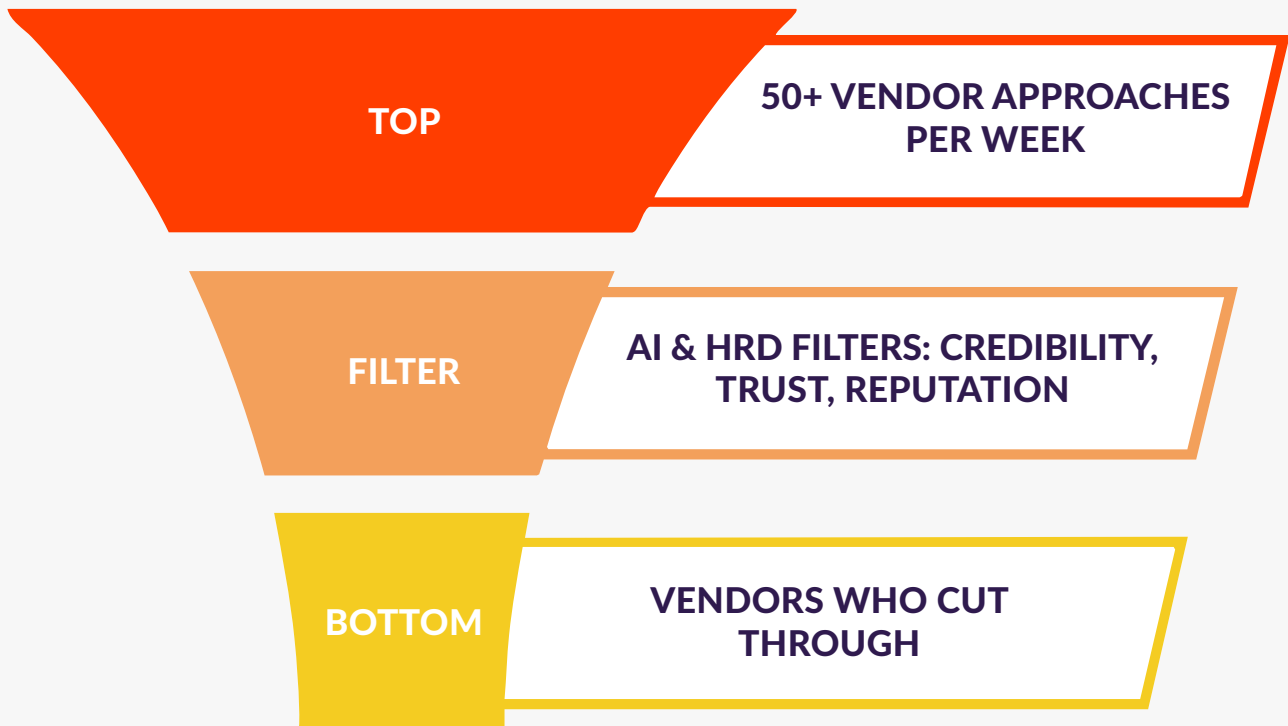 TOP
50+ VENDOR APPROACHES
PER WEEK
FILTER
AI & HRD FILTERS: CREDIBILITY,
TRUST, REPUTATION
BOTTOM
VENDORS WHO CUT
THROUGH